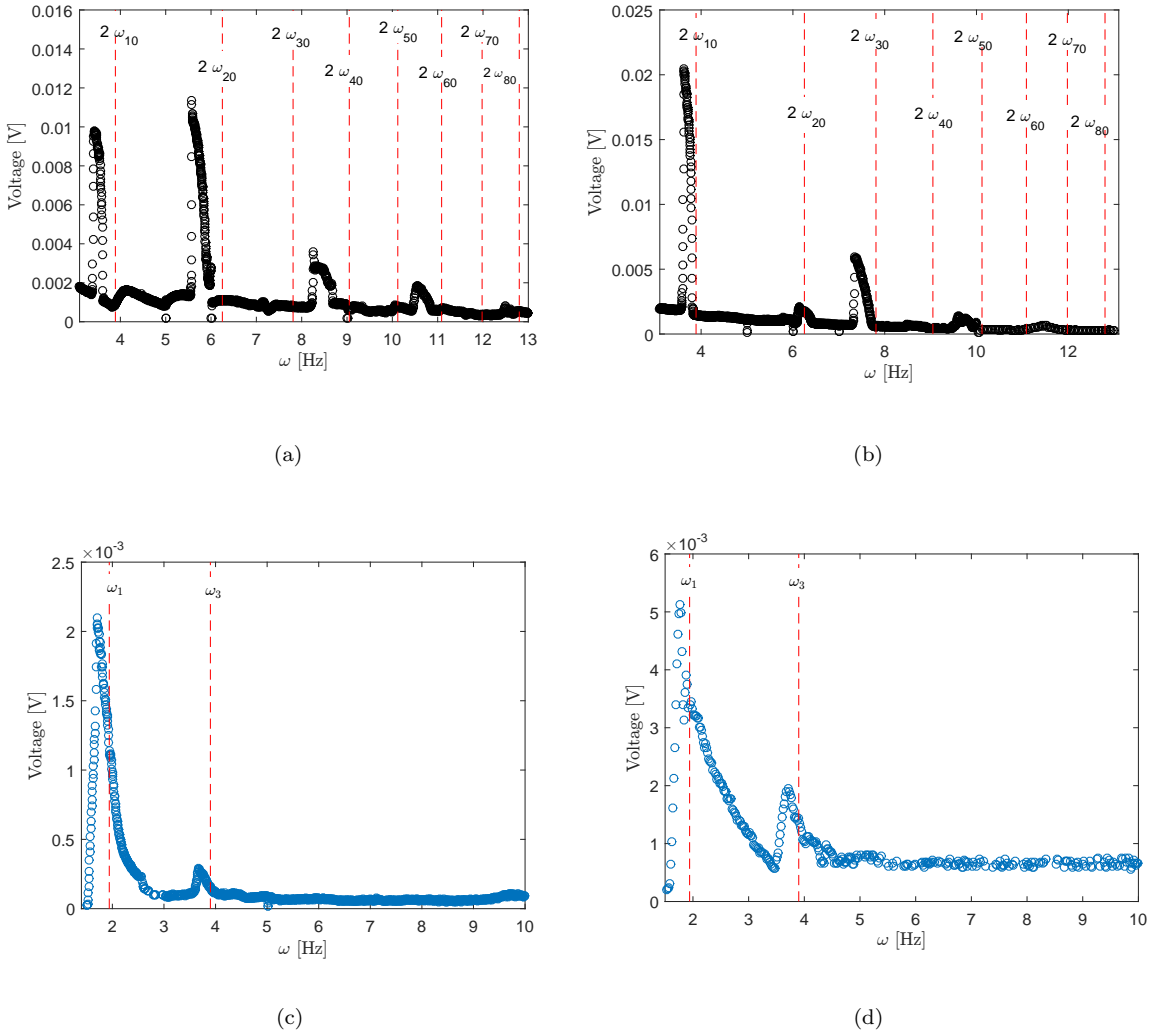 0.016
0.014
0.012
0.01
0.008
0.006
0.004
0.002
0
Voltage [V]
2 ω10
2 ω20
2 ω30
2 ω40
2 ω50
2 ω60
2 ω70
2 ω80
4 5 6 7 8 9 10 11 12 13
ω [Hz]
(a)
0.025
0.02
0.015
0.01
0.005
0
Voltage [V]
2 ω10
2 ω20
2 ω30
2 ω40
2 ω50
2 ω60
2 ω70
2 ω80
4 6 8 10 12
ω [Hz]
(b)
×10-3
2.5
2
1.5
1
0.5
0
Voltage [V]
ω1
ω3
2 3 4 5 6 7 8 9 10
ω [Hz]
(c)
×10-3
6
5
4
3
2
1
0
Voltage [V]
ω1
ω3
2 3 4 5 6 7 8 9 10
ω [Hz]
(d)